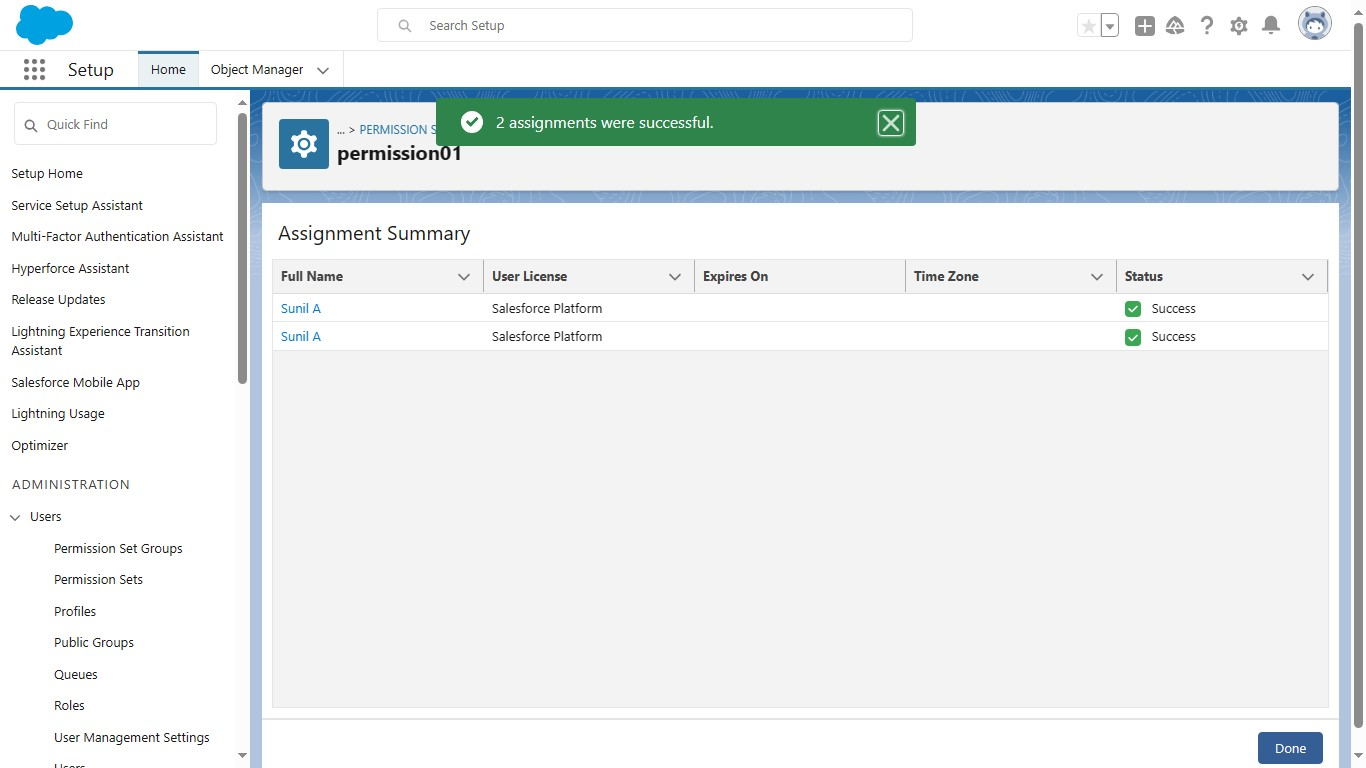 Search Setup
Setup
Home
Object Manager
Quick Find
Setup Home
Service Setup Assistant
Multi-Factor Authentication Assistant
Hyperforce Assistant
Release Updates
Lightning Experience Transition
Assistant
Salesforce Mobile App
Lightning Usage
Optimizer
ADMINISTRATION
Users
Permission Set Groups
Permission Sets
Profiles
Public Groups
Queues
Roles
User Management Settings
Users
2 assignments were successful.
... > PERMISSION S
permission01
Assignment Summary
Full Name User License Expires On Time Zone Status
Sunil A Salesforce Platform Success
Sunil A Salesforce Platform Success
Done